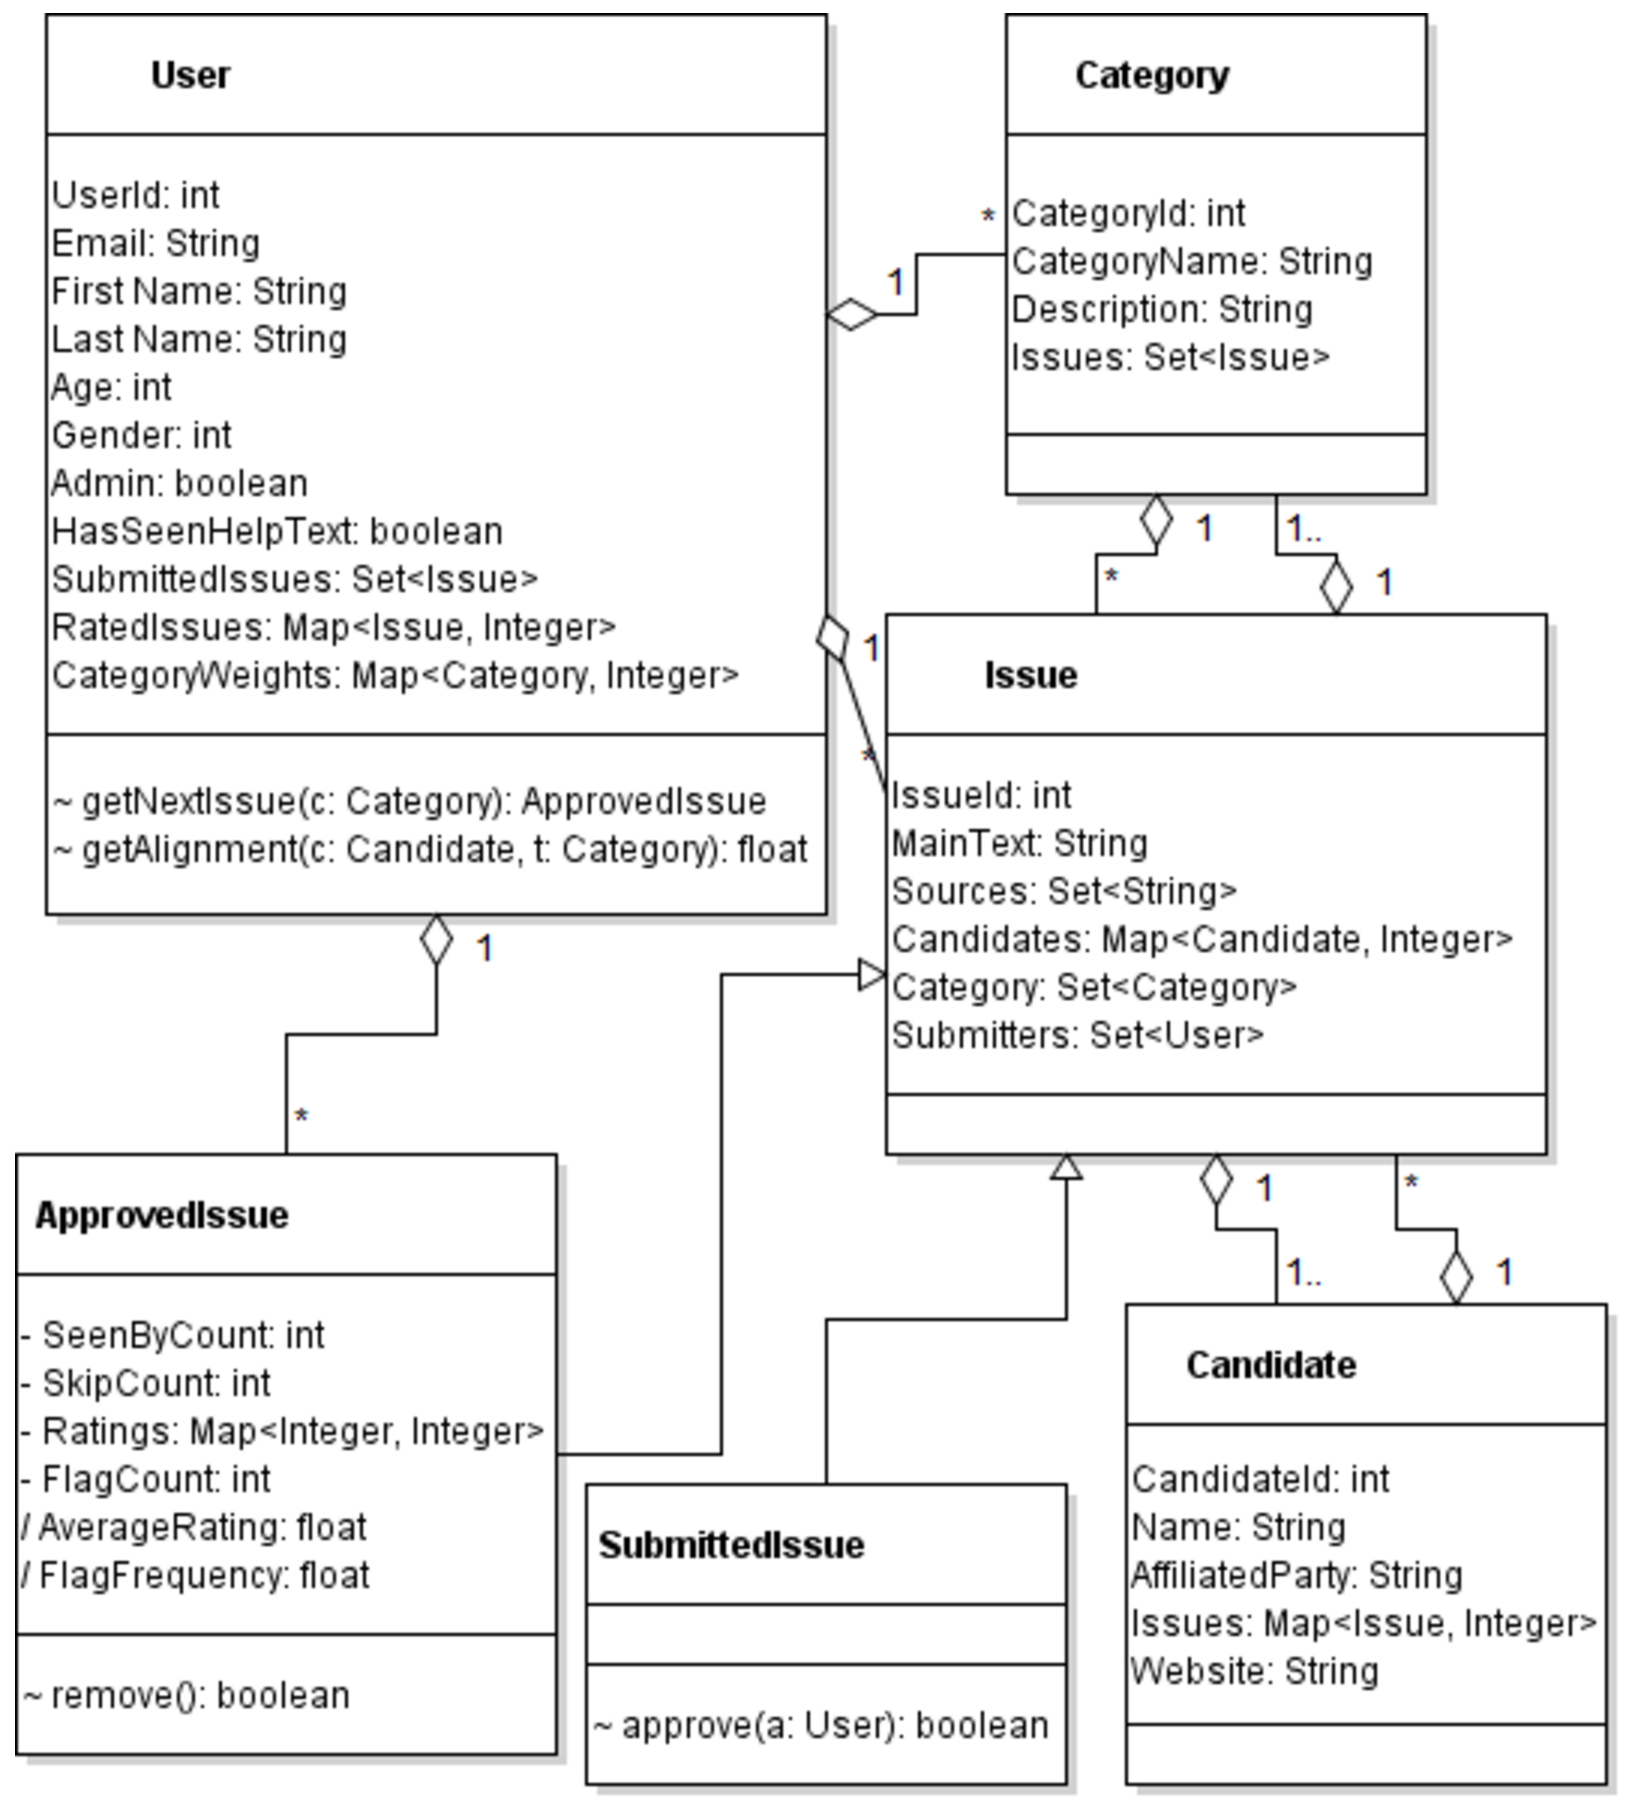 User
UserId: int
Email: String
First Name: String
Last Name: String
Age: int
Gender: int
Admin: boolean
HasSeenHelpText: boolean
SubmittedIssues: Set<Issue>
RatedIssues: Map<Issue, Integer>
CategoryWeights: Map<Category, Integer>
~ getNextIssue(c: Category): ApprovedIssue
~ getAlignment(c: Candidate, t: Category): float
1
*
Category
CategoryId: int
CategoryName: String
Description: String
Issues: Set<Issue>
1
1..
*
1
1
*
Issue
IssueId: int
MainText: String
Sources: Set<String>
Candidates: Map<Candidate, Integer>
Category: Set<Category>
Submitters: Set<User>
1
*
ApprovedIssue
- SeenByCount: int
- SkipCount: int
- Ratings: Map<Integer, Integer>
- FlagCount: int
/ AverageRating: float
/ FlagFrequency: float
~ remove(): boolean
SubmittedIssue
~ approve(a: User): boolean
1
*
1..
1
Candidate
CandidateId: int
Name: String
AffiliatedParty: String
Issues: Map<Issue, Integer>
Website: String